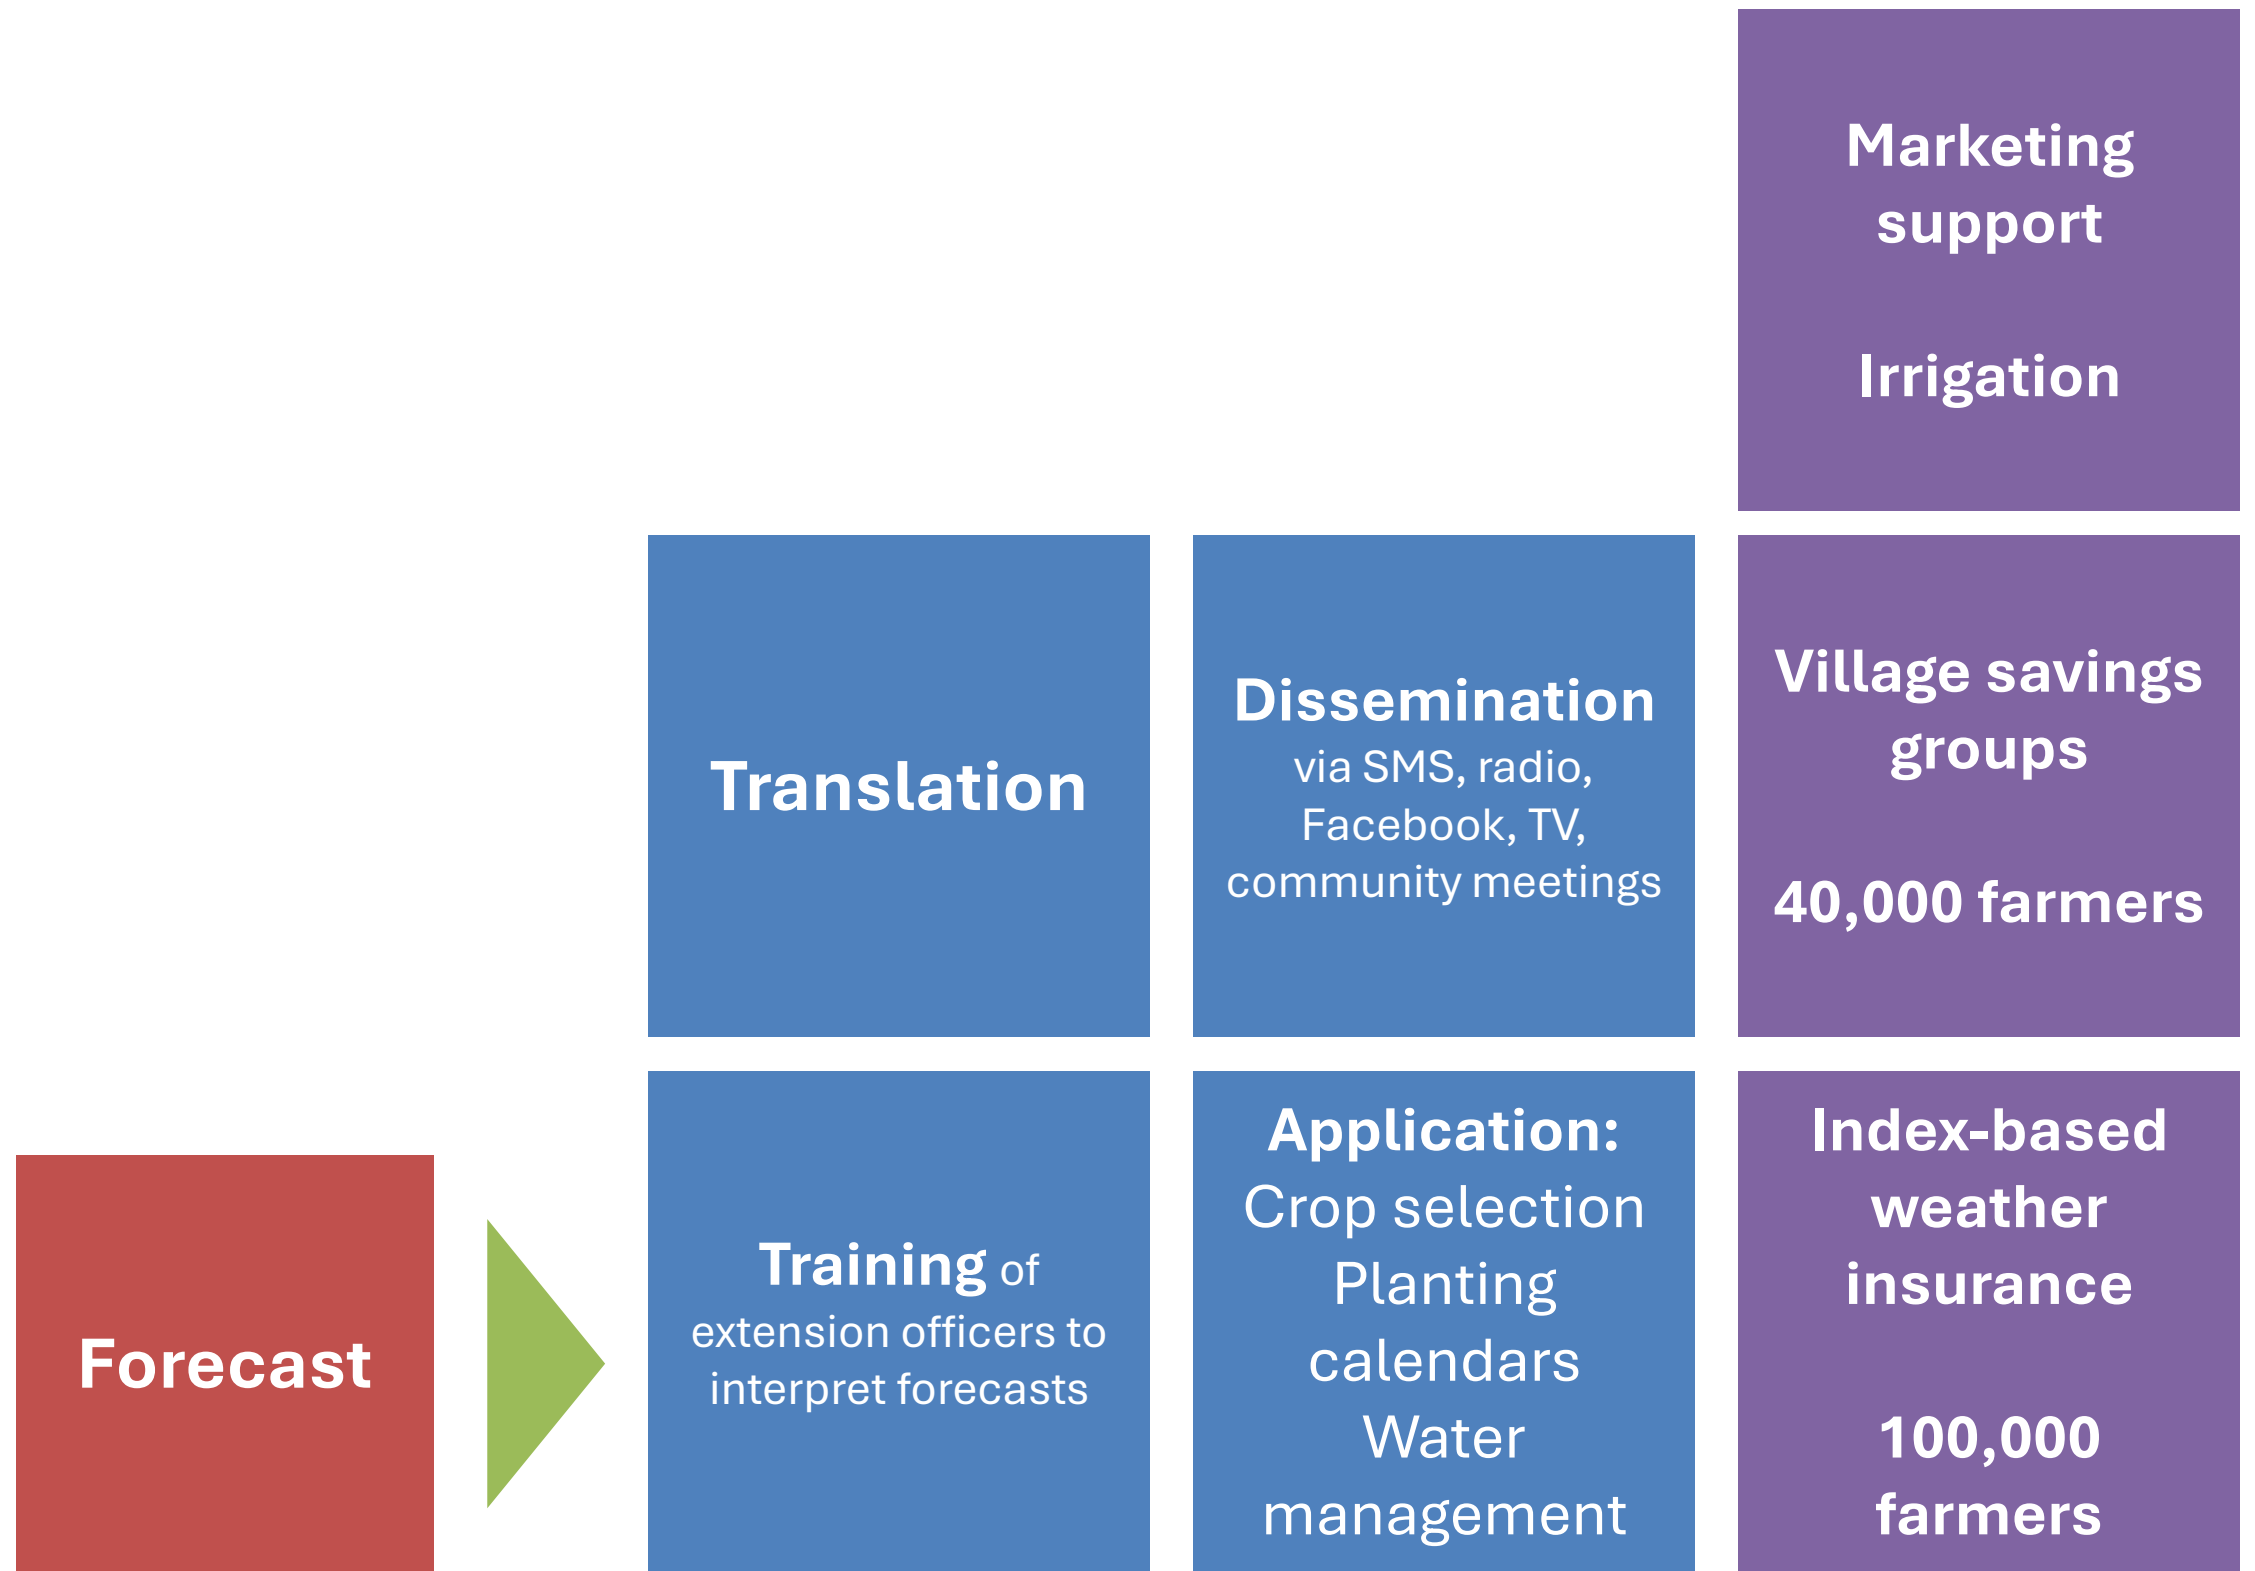 Marketing
support
Irrigation
Translation
Dissemination
via SMS, radio,
Facebook, TV,
community meetings
Village savings
groups
40,000 farmers
Forecast
Training of
extension officers to
interpret forecasts
Application:
Crop selection
Planting
calendars
Water
management
Index-based
weather
insurance
100,000
farmers